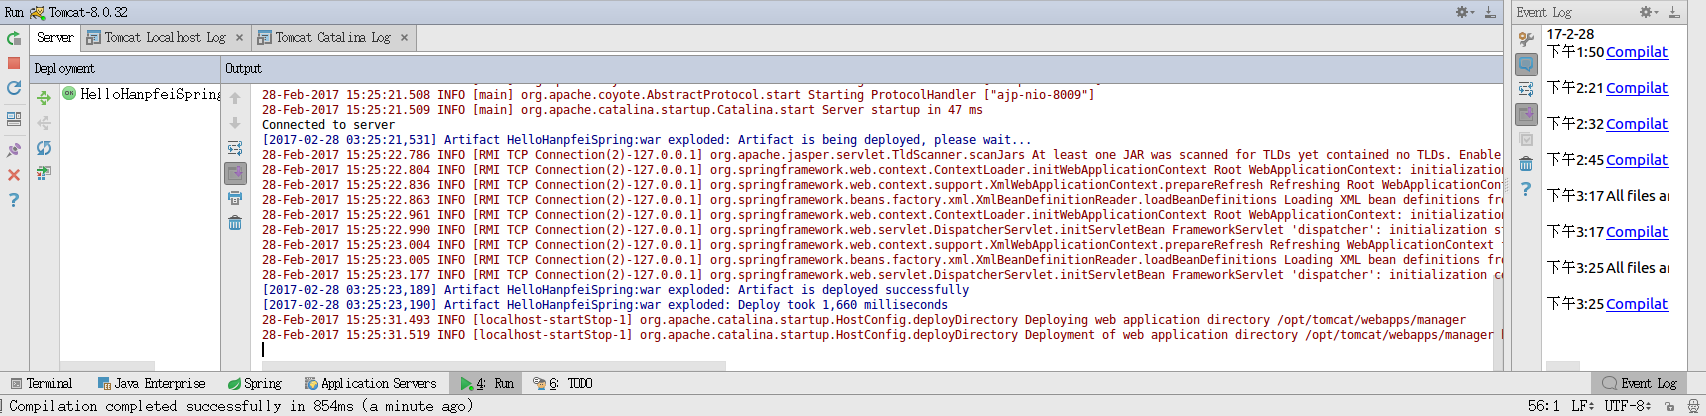 Run Tomcat-8.0.32
Event Log
Server Tomcat Localhost Log Tomcat Catalina Log
Deployment
HelloHanpfeiSpring
Output
28-Feb-2017 15:25:21.508 INFO [main] org.apache.coyote.AbstractProtocol.start Starting ProtocolHandler ["ajp-nio-8009"]
28-Feb-2017 15:25:21.509 INFO [main] org.apache.catalina.startup.Catalina.start Server startup in 47 ms
Connected to server
[2017-02-28 03:25:21,531] Artifact HelloHanpfeiSpring:war exploded: Artifact is being deployed, please wait...
28-Feb-2017 15:25:22.786 INFO [RMI TCP Connection(2)-127.0.0.1] org.apache.jasper.servlet.TldScanner.scanJars At least one JAR was scanned for TLDs yet contained no TLDs. Enable
28-Feb-2017 15:25:22.804 INFO [RMI TCP Connection(2)-127.0.0.1] org.springframework.web.context.ContextLoader.initWebApplicationContext Root WebApplicationContext: initialization
28-Feb-2017 15:25:22.836 INFO [RMI TCP Connection(2)-127.0.0.1] org.springframework.web.context.support.XmlWebApplicationContext.prepareRefresh Refreshing Root WebApplicationCon
28-Feb-2017 15:25:22.863 INFO [RMI TCP Connection(2)-127.0.0.1] org.springframework.beans.factory.xml.XmlBeanDefinitionReader.loadBeanDefinitions Loading XML bean definitions fr
28-Feb-2017 15:25:22.961 INFO [RMI TCP Connection(2)-127.0.0.1] org.springframework.web.context.ContextLoader.initWebApplicationContext Root WebApplicationContext: initialization
28-Feb-2017 15:25:22.990 INFO [RMI TCP Connection(2)-127.0.0.1] org.springframework.web.servlet.DispatcherServlet.initServletBean FrameworkServlet 'dispatcher': initialization s
28-Feb-2017 15:25:23.004 INFO [RMI TCP Connection(2)-127.0.0.1] org.springframework.web.context.support.XmlWebApplicationContext.prepareRefresh Refreshing WebApplicationContext
28-Feb-2017 15:25:23.005 INFO [RMI TCP Connection(2)-127.0.0.1] org.springframework.beans.factory.xml.XmlBeanDefinitionReader.loadBeanDefinitions Loading XML bean definitions fr
28-Feb-2017 15:25:23.177 INFO [RMI TCP Connection(2)-127.0.0.1] org.springframework.web.servlet.DispatcherServlet.initServletBean FrameworkServlet 'dispatcher': initialization c
[2017-02-28 03:25:23,189] Artifact HelloHanpfeiSpring:war exploded: Artifact is deployed successfully
[2017-02-28 03:25:23,190] Artifact HelloHanpfeiSpring:war exploded: Deploy took 1,660 milliseconds
28-Feb-2017 15:25:31.493 INFO [localhost-startStop-1] org.apache.catalina.startup.HostConfig.deployDirectory Deploying web application directory /opt/tomcat/webapps/manager
28-Feb-2017 15:25:31.519 INFO [localhost-startStop-1] org.apache.catalina.startup.HostConfig.deployDirectory Deployment of web application directory /opt/tomcat/webapps/manager
17-2-28
下午1:50 Compilat
下午2:21 Compilat
下午2:32 Compilat
下午2:45 Compilat
下午3:17 All files ar
下午3:17 Compilat
下午3:25 All files ar
下午3:25 Compilat
Terminal Java Enterprise Spring Application Servers 4: Run 6: TODO Event Log
Compilation completed successfully in 854ms (a minute ago) 56:1 LF UTF-8